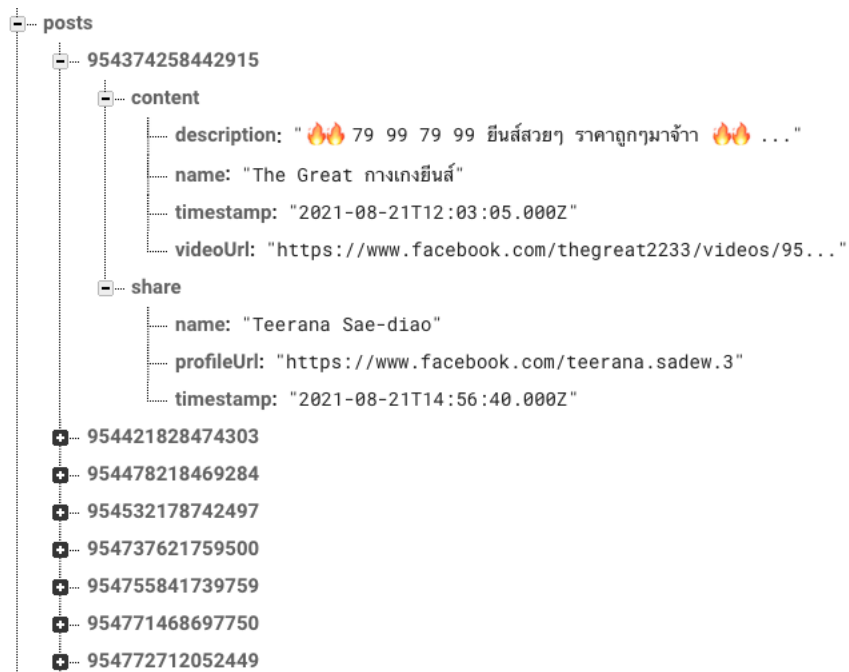 posts
954374258442915
content
description: "🔥🔥 79 99 79 99 ยีนส์สวยๆ ราคาถูกๆมาจ้าา 🔥🔥 ..."
name: "The Great กางเกงยีนส์"
timestamp: "2021-08-21T12:03:05.000Z"
videoUrl: "https://www.facebook.com/thegreat2233/videos/95..."
share
name: "Teerana Sae-diao"
profileUrl: "https://www.facebook.com/teerana.sadew.3"
timestamp: "2021-08-21T14:56:40.000Z"
954421828474303
954478218469284
954532178742497
954737621759500
954755841739759
954771468697750
954772712052449